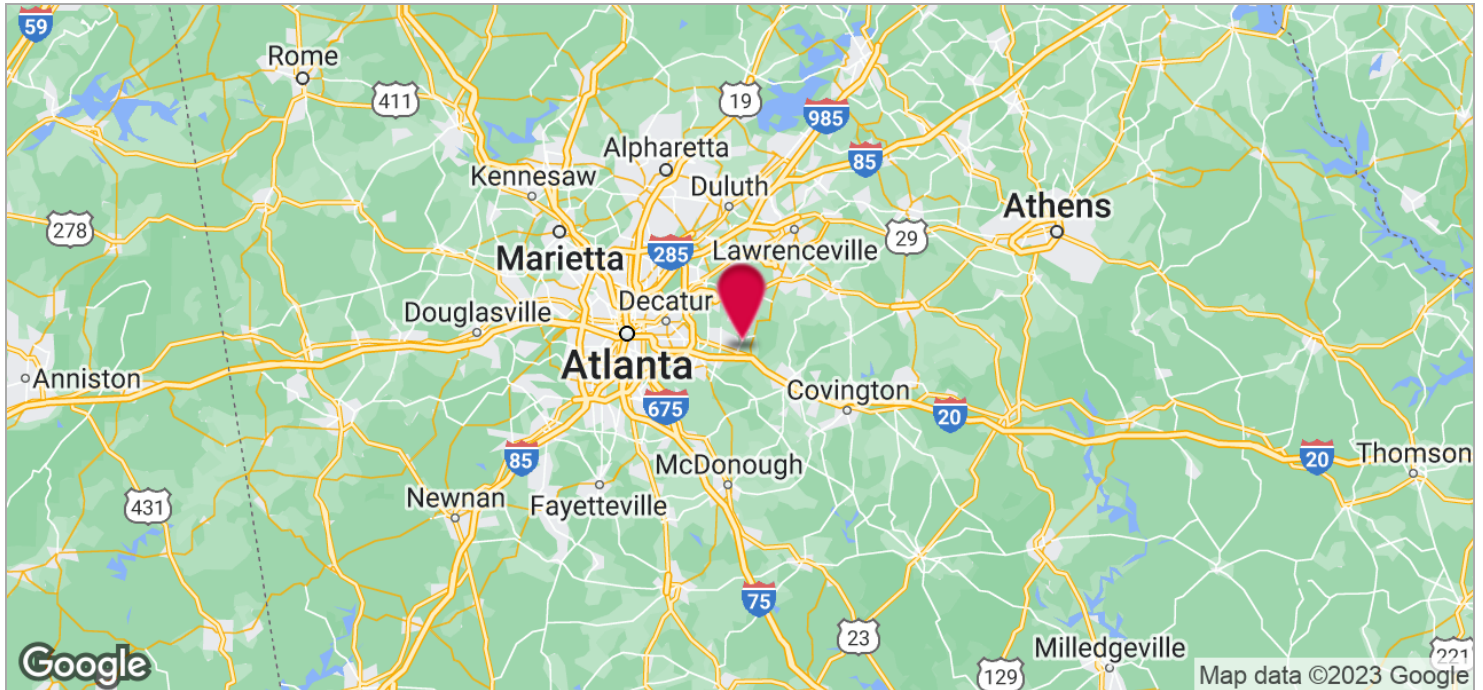 59
Rome
411
19
985
Alpharetta
85
Kennesaw
Duluth
Athens
278
29
Marietta
285
Lawrenceville
Douglasville
Decatur
Atlanta
Anniston
Covington
675
20
85
McDonough
20
Thomson
431
Newnan
Fayetteville
75
23
Milledgeville
221
129
Google
Map data ©2023 Google